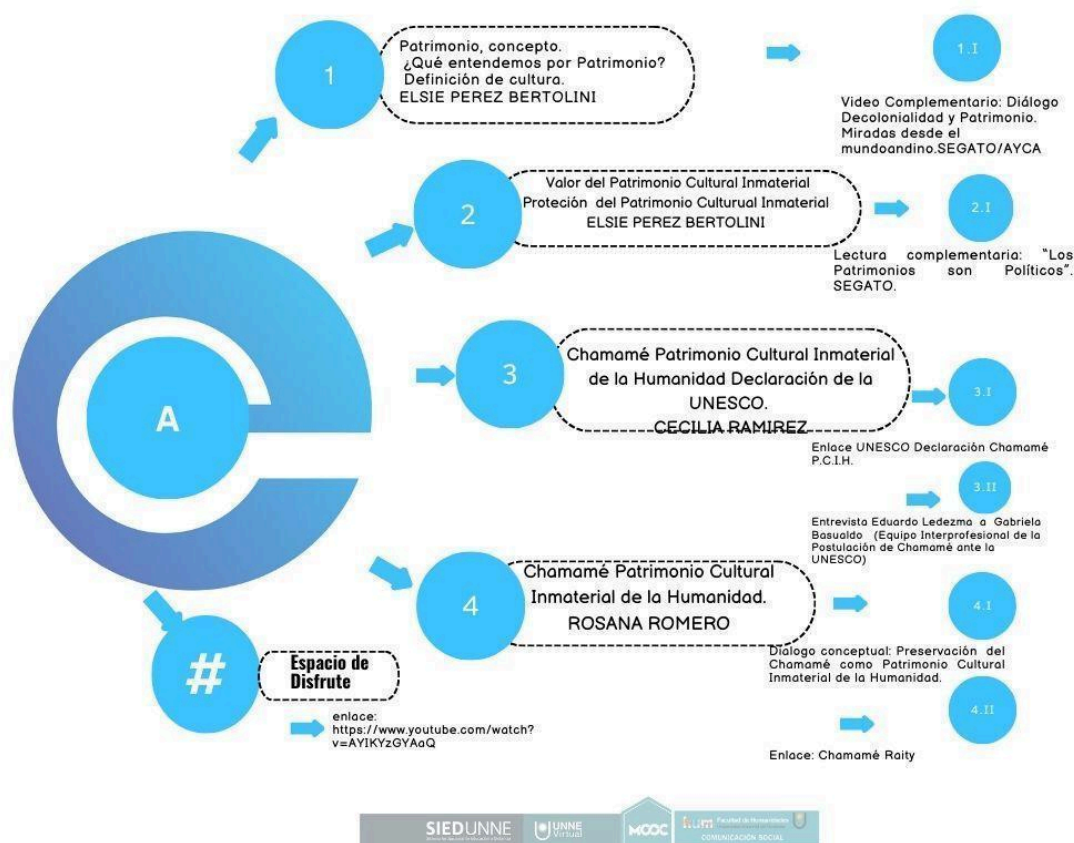 1
Patrimonio, concepto.
¿Qué entendemos por Patrimonio?
Definición de cultura.
ELSIE PEREZ BERTOLINI
1.I
Video Complementario: Diálogo
Decolonialidad y Patrimonio.
Miradas desde el
mundoandino.SEGATO/AYCA
2
Valor del Patrimonio Cultural Inmaterial
Proteción del Patrimonio Culturual Inmaterial
ELSIE PEREZ BERTOLINI
2.I
Lectura complementaria: "Los
Patrimonios son Políticos".
SEGATO.
A
3
Chamamé Patrimonio Cultural Inmaterial
de la Humanidad Declaración de la
UNESCO.
CECILIA RAMIREZ
3.I
Enlace UNESCO Declaración Chamamé
P.C.I.H.
3.II
Entrevista Eduardo Ledezma a Gabriela
Basualdo (Equipo Interprofesional de la
Postulación de Chamamé ante la
UNESCO)
4
Chamamé Patrimonio Cultural
Inmaterial de la Humanidad.
ROSANA ROMERO
4.I
Dialogo conceptual: Preservación del
Chamamé como Patrimonio Cultural
Inmaterial de la Humanidad.
4.II
Enlace: Chamamé Raity
#
Espacio de
Disfrute
enlace:
https://www.youtube.com/watch?
v=AYIKYzGYAaQ
SIEDUNNE
UNNE
Virtual
MOOC
hum
Facultad de Humanidades
COMUNICACIÓN SOCIAL